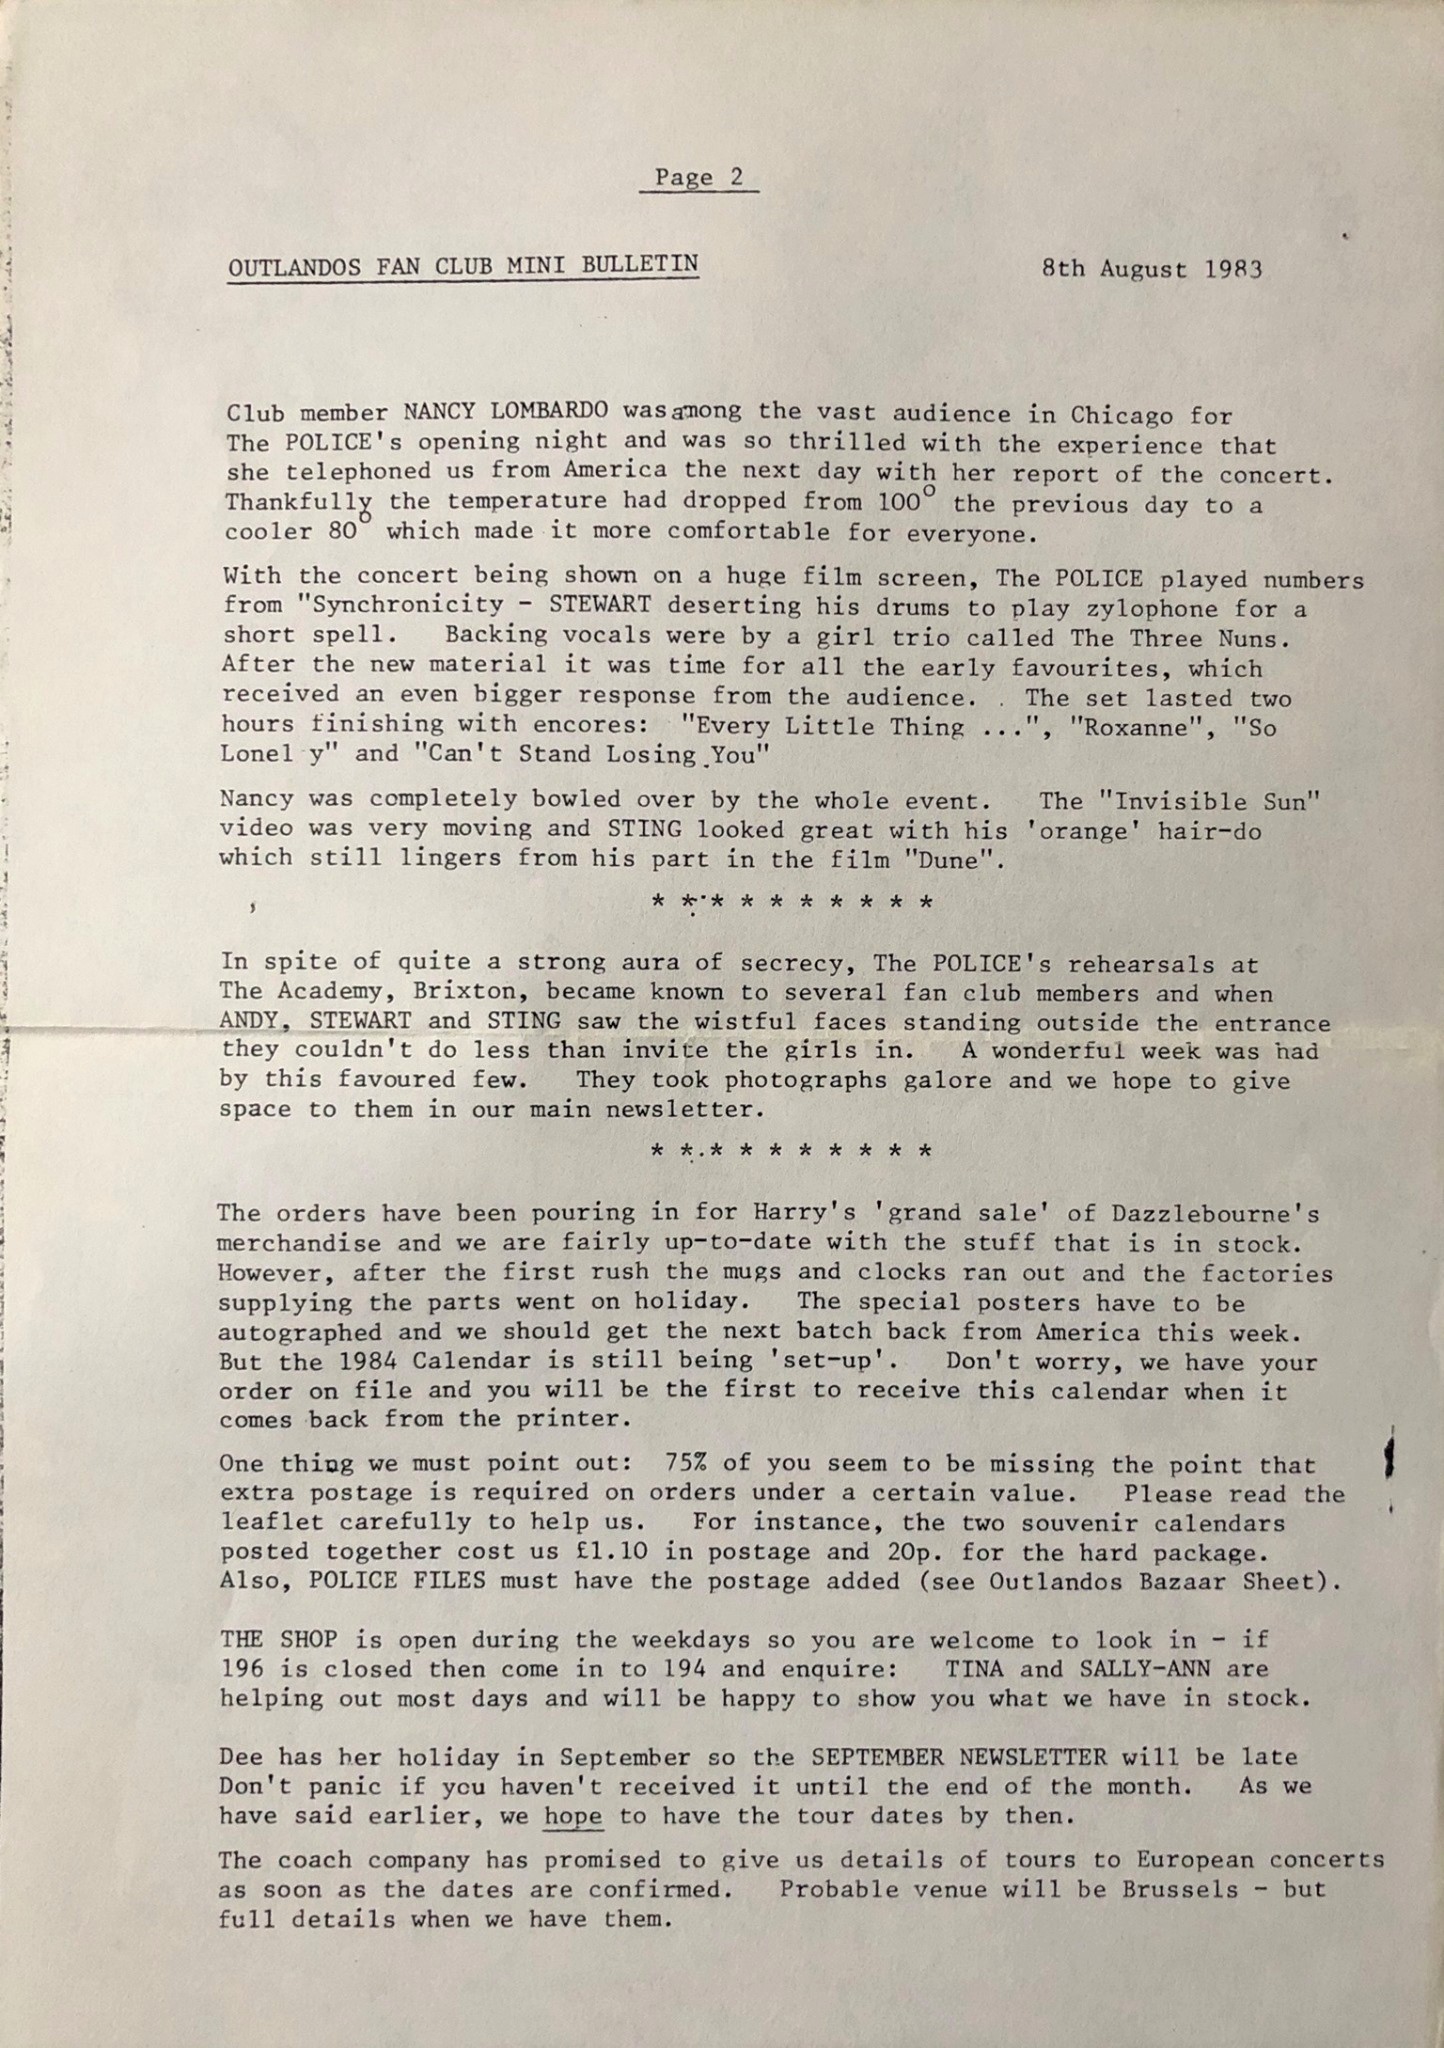 Page 2
OUTLANDOS FAN CLUB MINI BULLETIN 8th August 1983
Club member NANCY LOMBARDO was among the vast audience in Chicago for
The POLICE's opening night and was so thrilled with the experience that
she telephoned us from America the next day with her report of the concert.
Thankfully the temperature had dropped from 100° the previous day to a
cooler 80° which made it more comfortable for everyone.
With the concert being shown on a huge film screen, The POLICE played numbers
from "Synchronicity - STEWART deserting his drums to play zylophone for a
short spell. Backing vocals were by a girl trio called The Three Nuns.
After the new material it was time for all the early favourites, which
received an even bigger response from the audience. . The set lasted two
hours finishing with encores: "Every Little Thing ...", "Roxanne", "So
Lonel y" and "Can't Stand Losing You"
Nancy was completely bowled over by the whole event. The "Invisible Sun"
video was very moving and STING looked great with his 'orange' hair-do
which still lingers from his part in the film "Dune".
* * * * * * * * * *
In spite of quite a strong aura of secrecy, The POLICE's rehearsals at
The Academy, Brixton, became known to several fan club members and when
ANDY, STEWART and STING saw the wistful faces standing outside the entrance
they couldn't do less than invite the girls in. A wonderful week was had
by this favoured few. They took photographs galore and we hope to give
space to them in our main newsletter.
* * * * * * * * * *
The orders have been pouring in for Harry's 'grand sale' of Dazzlebourne's
merchandise and we are fairly up-to-date with the stuff that is in stock.
However, after the first rush the mugs and clocks ran out and the factories
supplying the parts went on holiday. The special posters have to be
autographed and we should get the next batch back from America this week.
But the 1984 Calendar is still being 'set-up'. Don't worry, we have your
order on file and you will be the first to receive this calendar when it
comes back from the printer.
One thing we must point out: 75% of you seem to be missing the point that
extra postage is required on orders under a certain value. Please read the
leaflet carefully to help us. For instance, the two souvenir calendars
posted together cost us £1.10 in postage and 20p. for the hard package.
Also, POLICE FILES must have the postage added (see Outlandos Bazaar Sheet).
THE SHOP is open during the weekdays so you are welcome to look in - if
196 is closed then come in to 194 and enquire: TINA and SALLY-ANN are
helping out most days and will be happy to show you what we have in stock.
Dee has her holiday in September so the SEPTEMBER NEWSLETTER will be late
Don't panic if you haven't received it until the end of the month. As we
have said earlier, we hope to have the tour dates by then.
The coach company has promised to give us details of tours to European concerts
as soon as the dates are confirmed. Probable venue will be Brussels - but
full details when we have them.